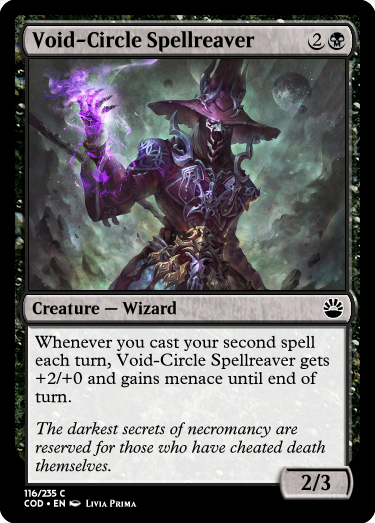 Void-Circle Spellreaver 2
Creature — Wizard
Whenever you cast your second spell
each turn, Void-Circle Spellreaver gets
+2/+0 and gains menace until end of
turn.
The darkest secrets of necromancy are
reserved for those who have cheated death
themselves.
2/3
116/235 C
COD • EN LIVIA PRIMA